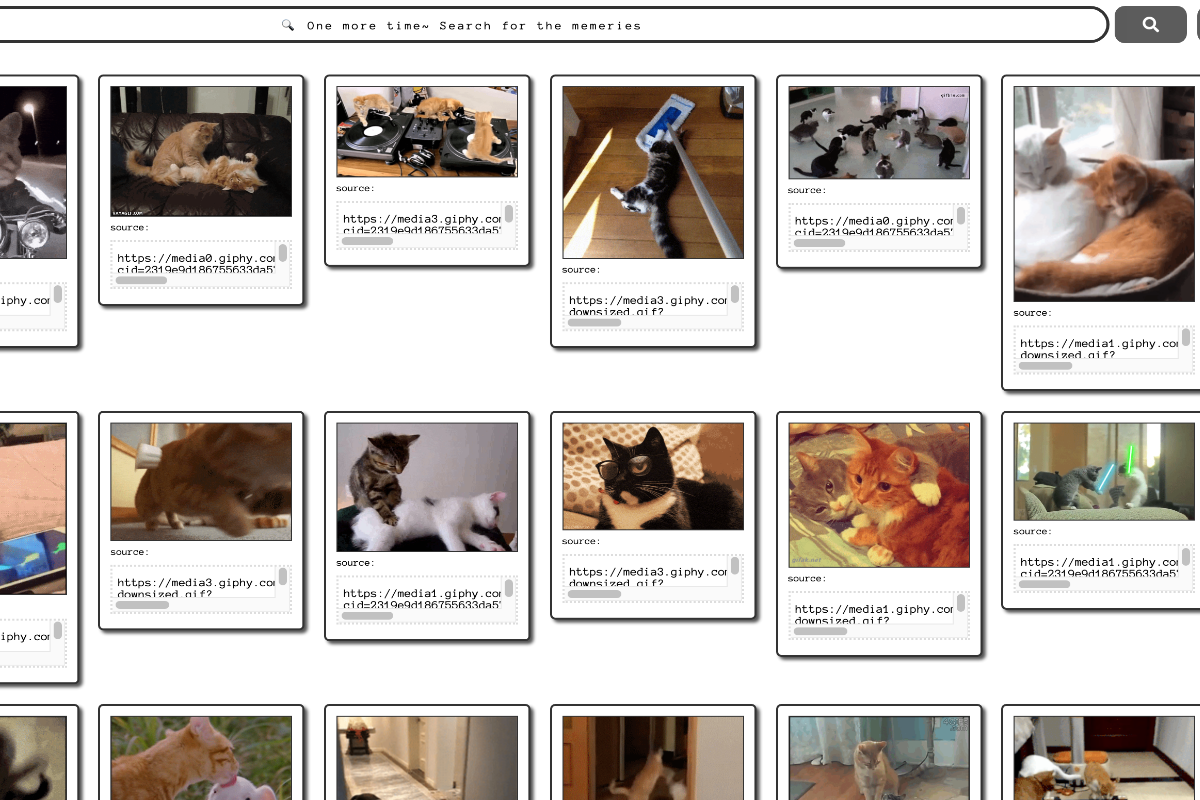 🔍 One more time~ Search for the memeries
source:
https://media0.giphy.com
cid=2319e9d186755633da5
source:
https://media3.giphy.com
cid=2319e9d186755633da5
source:
https://media3.giphy.com
downsized.gif?
gifbin.com
source:
https://media0.giphy.com
cid=2319e9d186755633da5
source:
https://media1.giphy.com
downsized.gif?
giphy.com
source:
https://media3.giphy.com
downsized.gif?
source:
https://media1.giphy.com
cid=2319e9d186755633da5
source:
https://media3.giphy.com
downsized.gif?
source:
https://media1.giphy.com
downsized.gif?
source:
https://media1.giphy.com
cid=2319e9d186755633da5
giphy.com